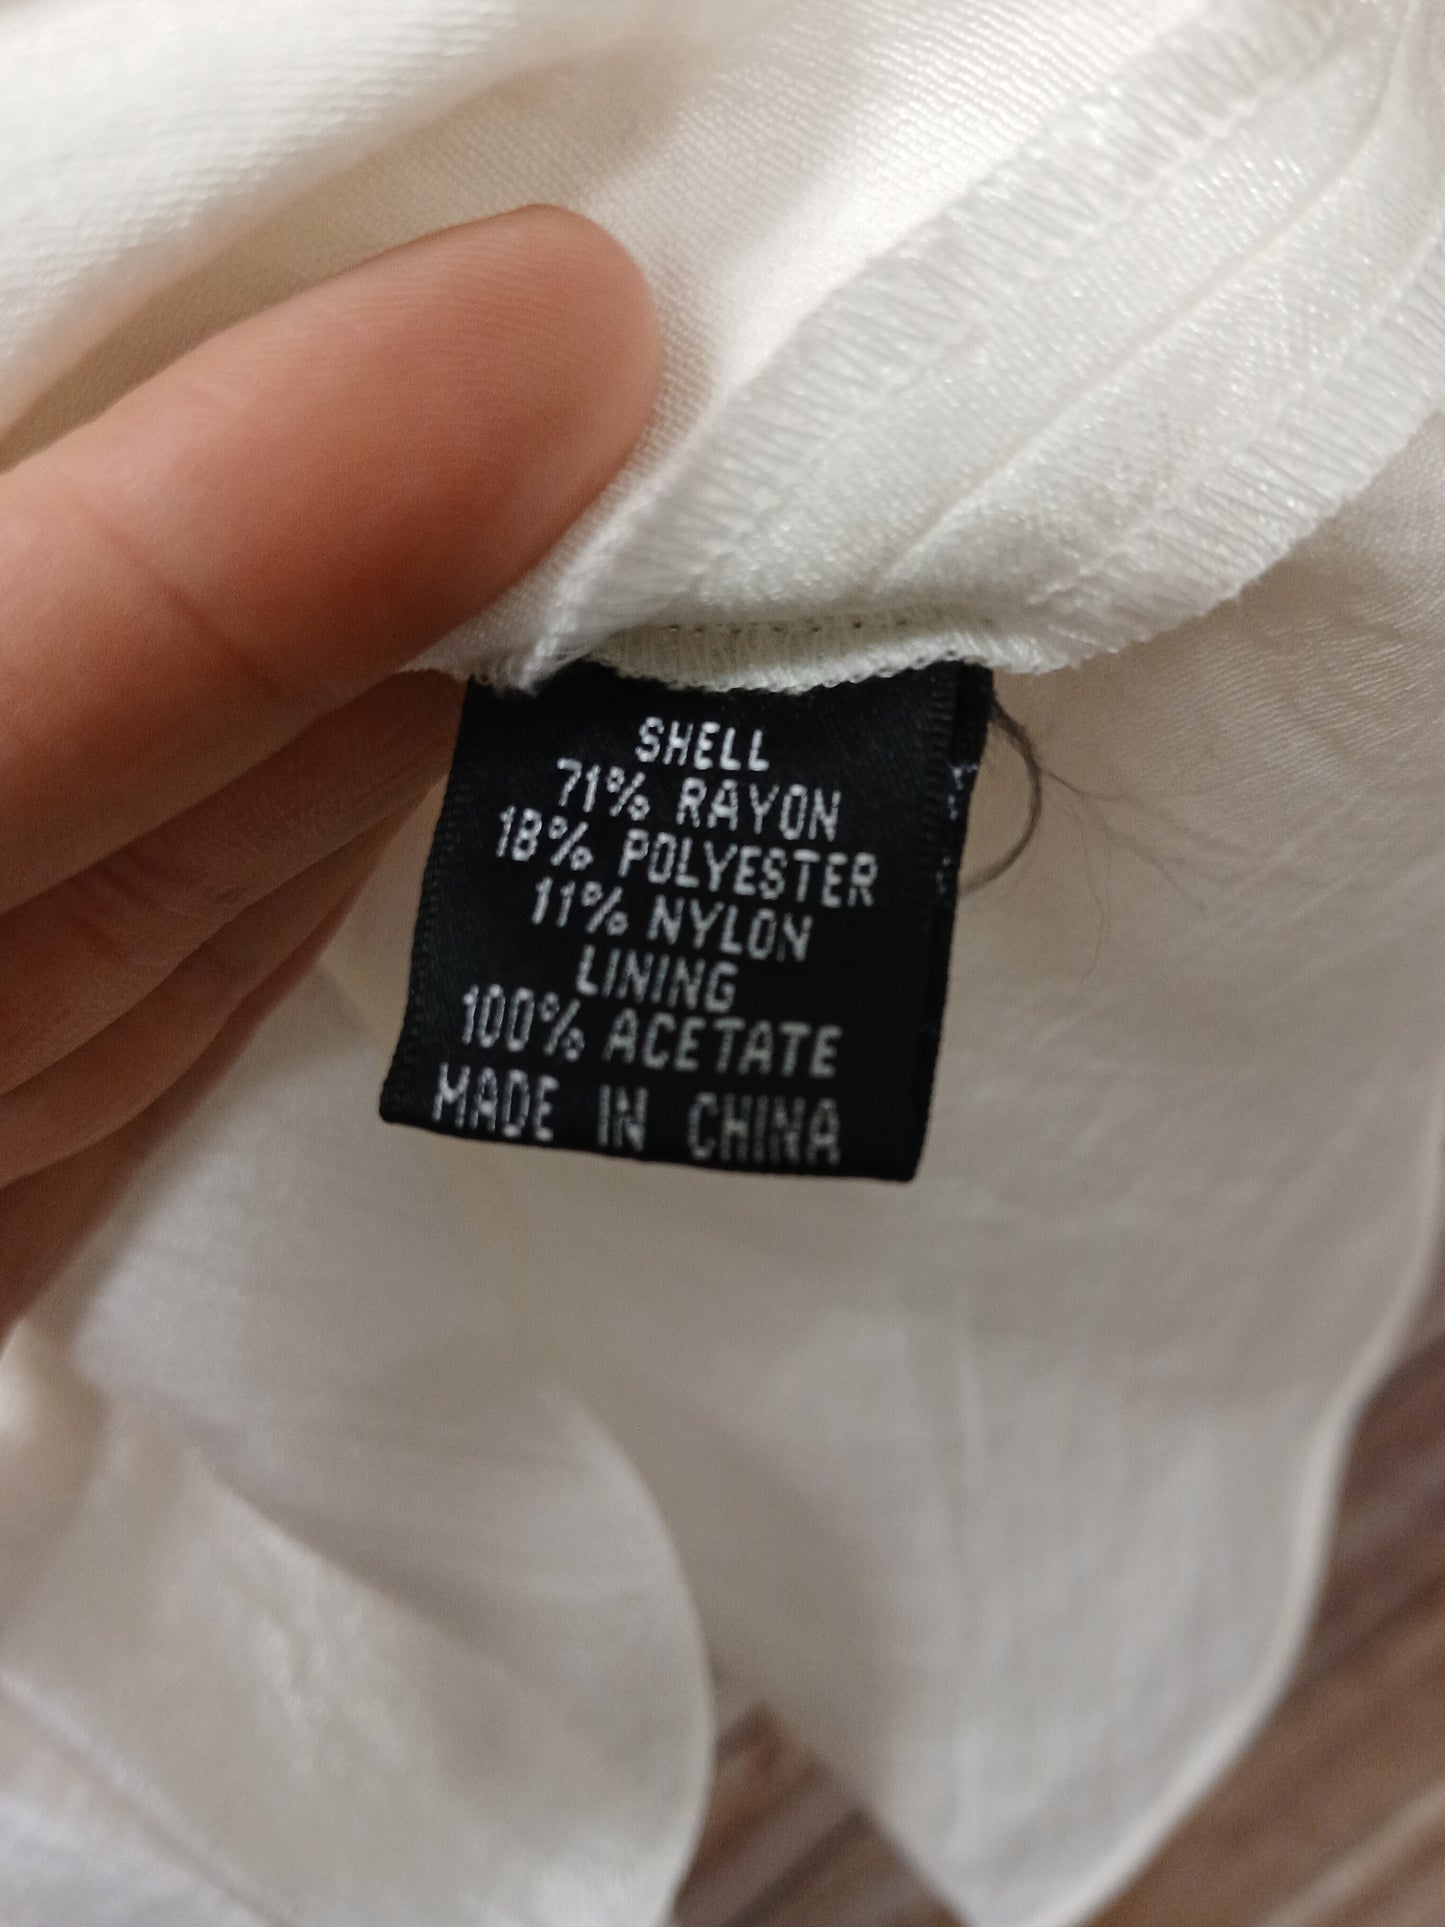 SHELL
71% RAYON
18% POLYESTER
11% NYLON
LINING
100% ACETATE
MADE IN CHINA